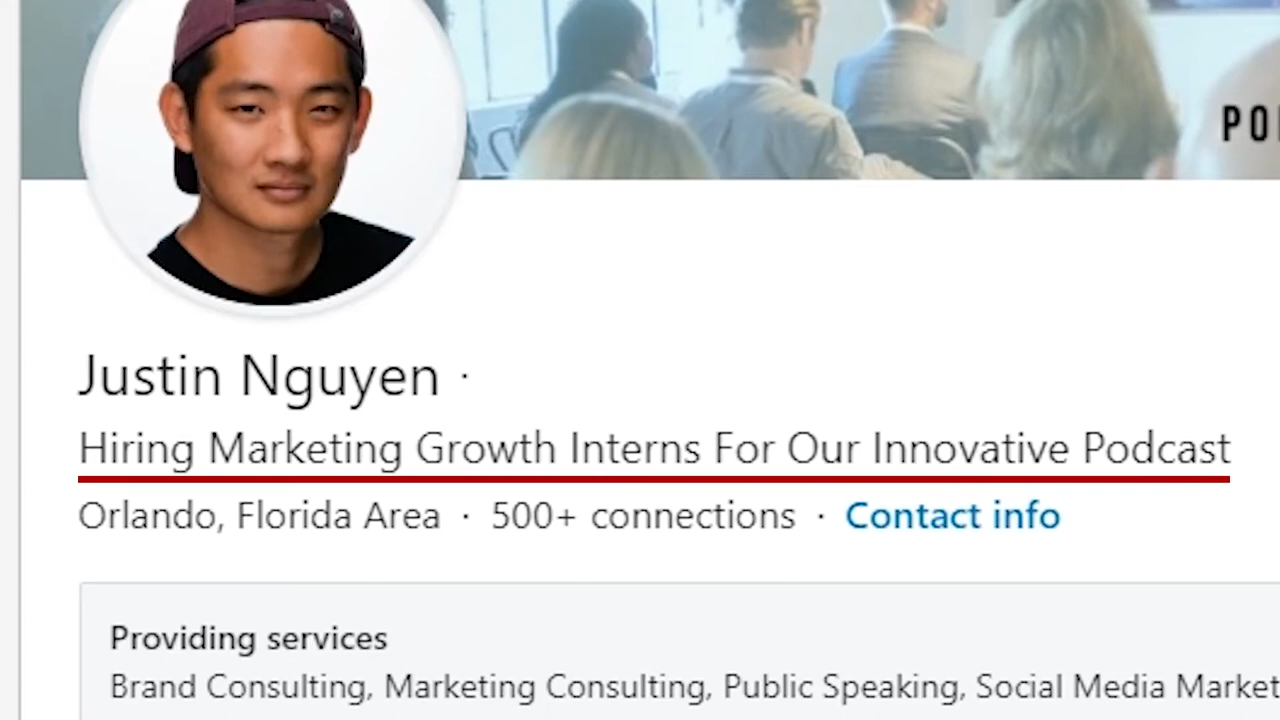 Justin Nguyen ·
Hiring Marketing Growth Interns For Our Innovative Podcast
Orlando, Florida Area · 500+ connections · Contact info
Providing services
Brand Consulting, Marketing Consulting, Public Speaking, Social Media